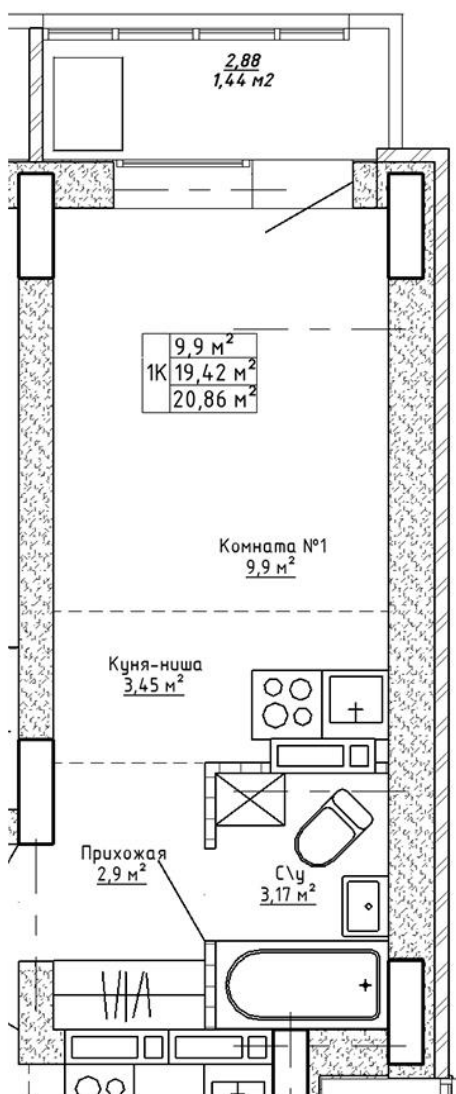 2,88
1,44 м2
9,9 м²
1К 19,42 м²
20,86 м²
Комната №1
9,9 м²
Куня-ниша
3,45 м²
Прихожая
2,9 м²
С\у
3,17 м²